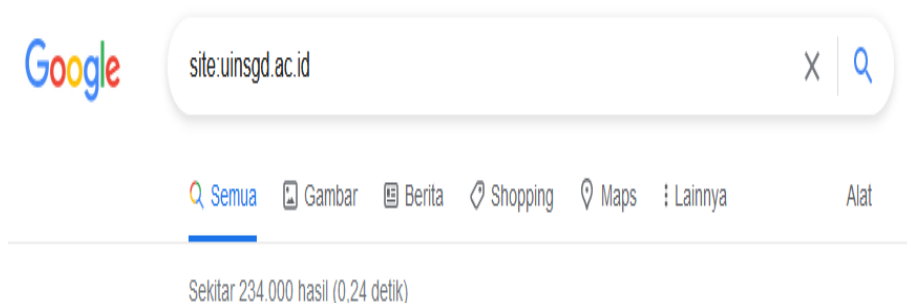 Google
site:uinsgd.ac.id
Semua Gambar Berita Shopping Maps Lainnya Alat
Sekitar 234.000 hasil (0,24 detik)